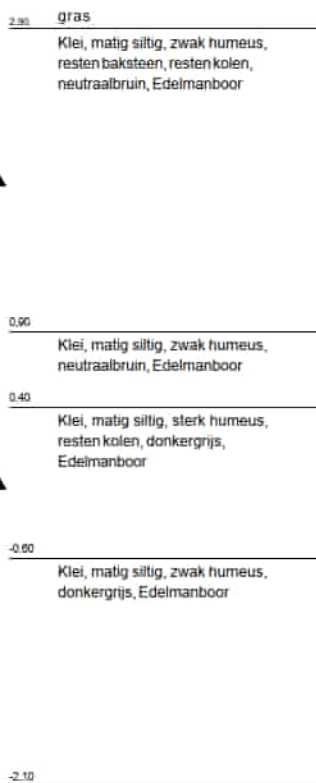 gras
2.90
Klei, matig siltig, zwak humeus,
resten baksteen, resten kolen,
neutraalbruin, Edelmanboor
0.90
Klei, matig siltig, zwak humeus,
neutraalbruin, Edelmanboor
0.40
Klei, matig siltig, sterk humeus,
resten kolen, donkergrijs,
Edelmanboor
-0.60
Klei, matig siltig, zwak humeus,
donkergrijs, Edelmanboor
-2.10